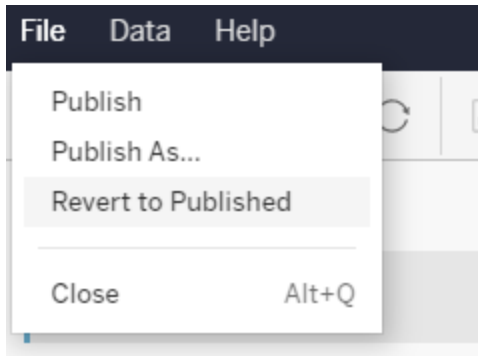 File Data Help
Publish
Publish As...
Revert to Published
Close Alt+Q